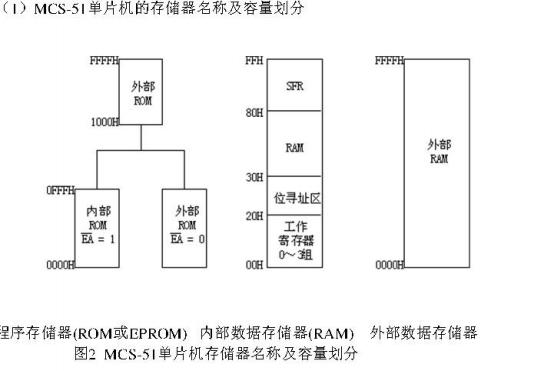 （1）MCS-51单片机的存储器名称及容量划分
FFFFH
外部
ROM
1000H
0FFFH
内部
ROM
EA = 1
0000H
外部
ROM
EA = 0
FFH
SFR
80H
RAM
30H
位寻址区
20H
工作
寄存器
0～3组
00H
FFFFH
外部
RAM
0000H
程序存储器(ROM或EPROM) 内部数据存储器(RAM) 外部数据存储器
图2 MCS-51单片机存储器名称及容量划分